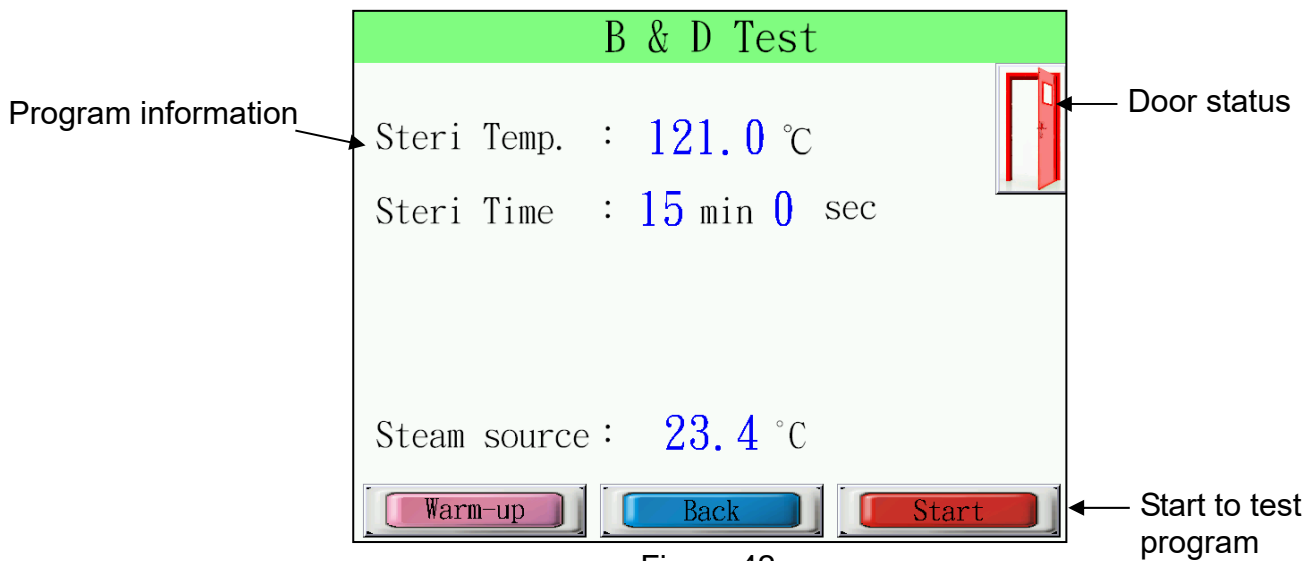 B & D Test
Program information
Door status
Steri Temp. : 121.0 ℃
Steri Time : 15 min 0 sec
Steam source : 23.4 °C
Warm-up
Back
Start
Start to test
program